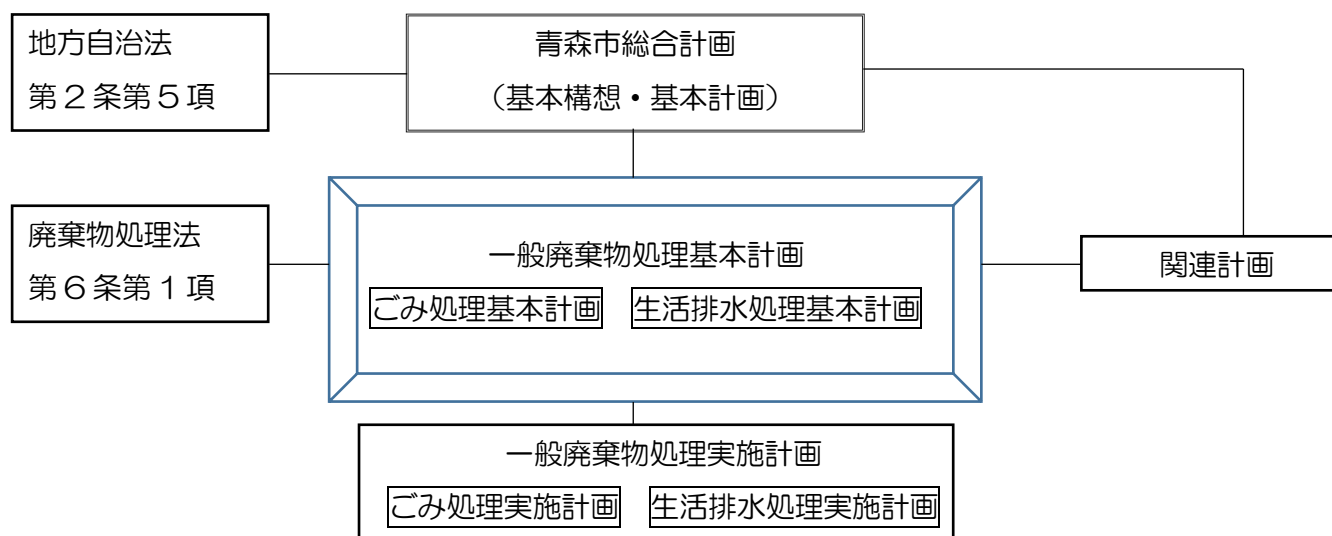 地方自治法
第２条第５項
青森市総合計画
（基本構想・基本計画）
廃棄物処理法
第６条第１項
一般廃棄物処理基本計画
ごみ処理基本計画 生活排水処理基本計画
関連計画
一般廃棄物処理実施計画
ごみ処理実施計画 生活排水処理実施計画